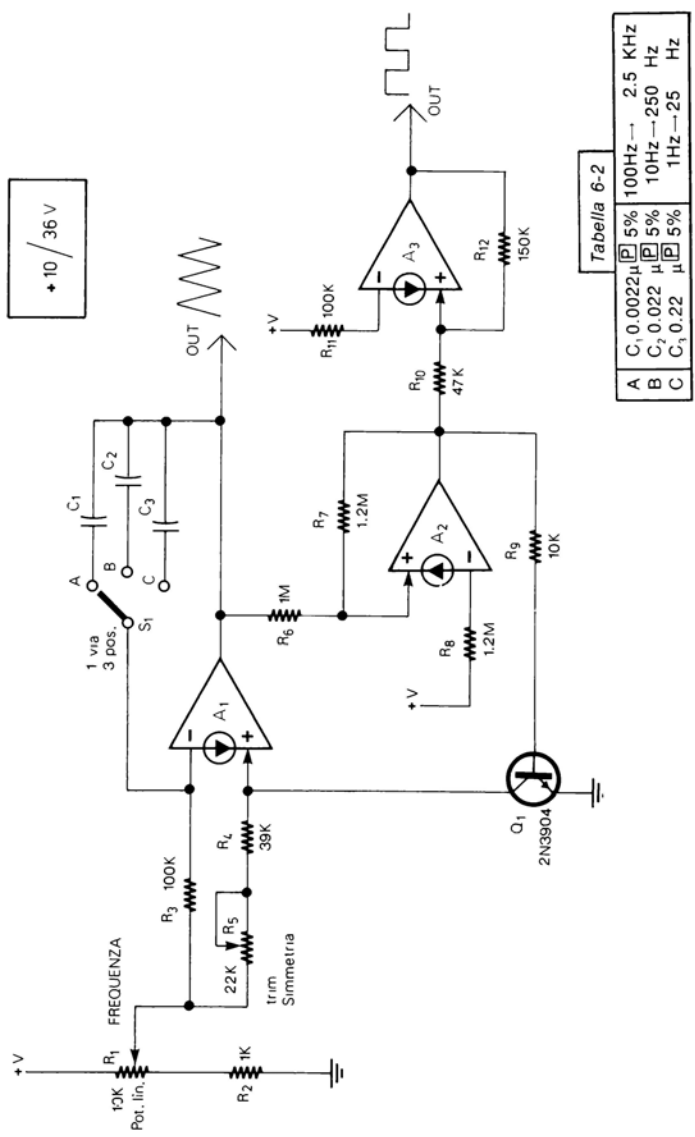 + 10 / 36 V
OUT
C1
C2
C3
A
B
C
S1
1 via
3 pos.
A1
−
+
R3
100K
R4
39K
R5
22K
trim
Simmetria
FREQUENZA
+V
R1
10K
Pot. lin.
R2
1K
R6
1M
R7
1.2M
A2
+
−
R8
1.2M
+V
R9
10K
Q1
2N3904
R10
47K
R11
100K
+V
A3
−
+
R12
150K
OUT
Tabella 6-2
A C1 0.0022µ P 5% 100Hz→ 2.5 KHz
B C2 0.022 µ P 5% 10Hz→250 Hz
C C3 0.22 µ P 5% 1Hz→25 Hz